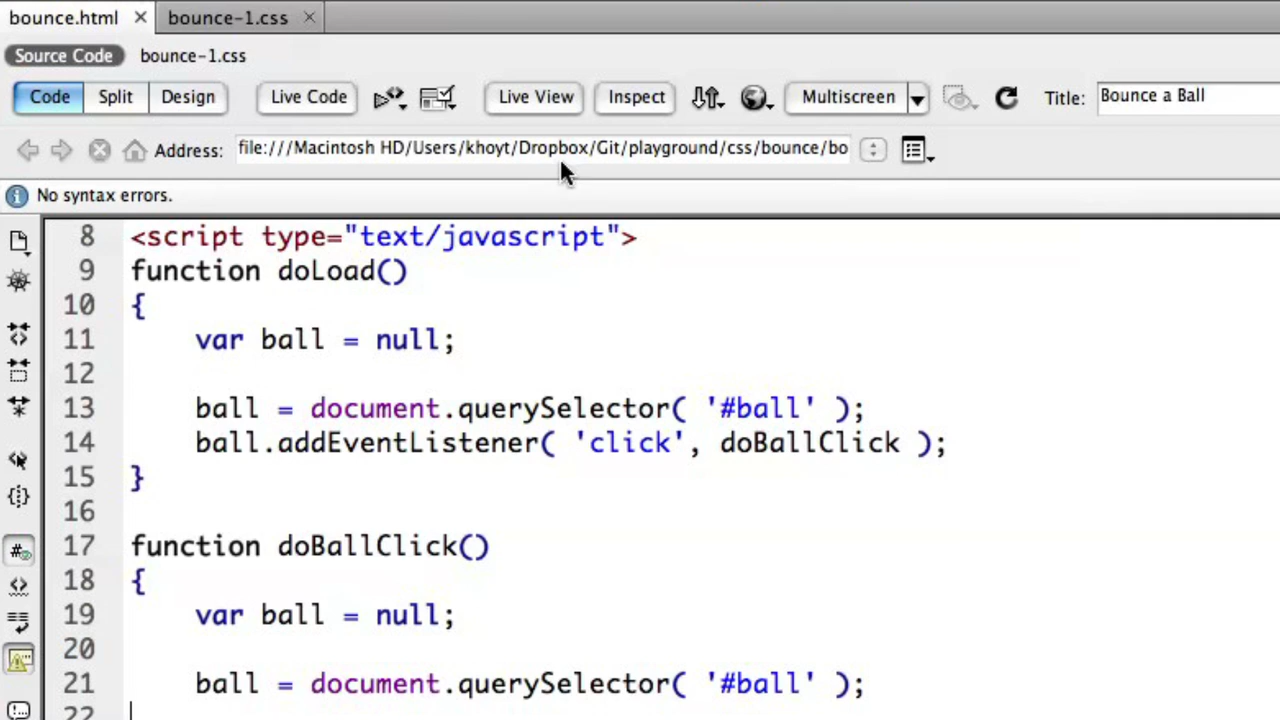 bounce.html × bounce-1.css ×
Source Code bounce-1.css
Code Split Design Live Code Live View Inspect Multiscreen Title: Bounce a Ball
Address: file:///Macintosh HD/Users/khoyt/Dropbox/Git/playground/css/bounce/bo
No syntax errors.
8 <script type="text/javascript">
9 function doLoad()
10 {
11 var ball = null;
12
13 ball = document.querySelector( '#ball' );
14 ball.addEventListener( 'click', doBallClick );
15 }
16
17 function doBallClick()
18 {
19 var ball = null;
20
21 ball = document.querySelector( '#ball' );
22